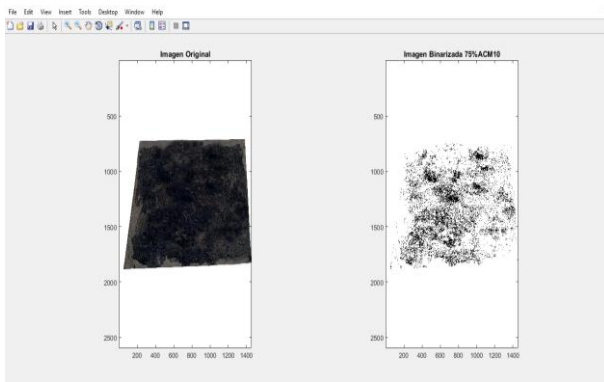 File Edit View Insert Tools Desktop Window Help
Imagen Original
500
1000
1500
2000
2500
200 400 600 800 1000 1200 1400
Imagen Binarizada 75%ACM10
500
1000
1500
2000
2500
200 400 600 800 1000 1200 1400